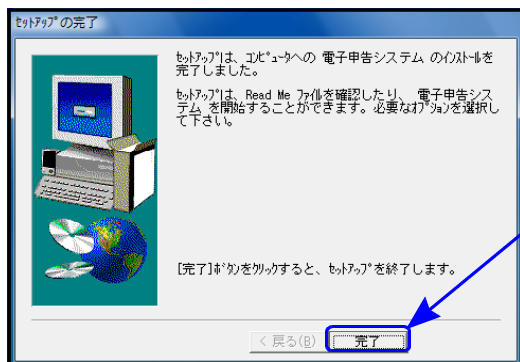 ｾｯﾄｱｯﾌﾟの完了
ｾｯﾄｱｯﾌﾟは、ｺﾝﾋﾟｭｰﾀへの 電子申告システム のｲﾝｽﾄｰﾙを
完了しました。
ｾｯﾄｱｯﾌﾟは、Read Me ﾌｧｲﾙを確認したり、 電子申告シス
テム を開始することができます。必要なｵﾌﾟｼｮﾝを選択し
て下さい。
[完了]ﾎﾞﾀﾝをｸﾘｯｸすると、ｾｯﾄｱｯﾌﾟを終了します。
< 戻る(B)
完了